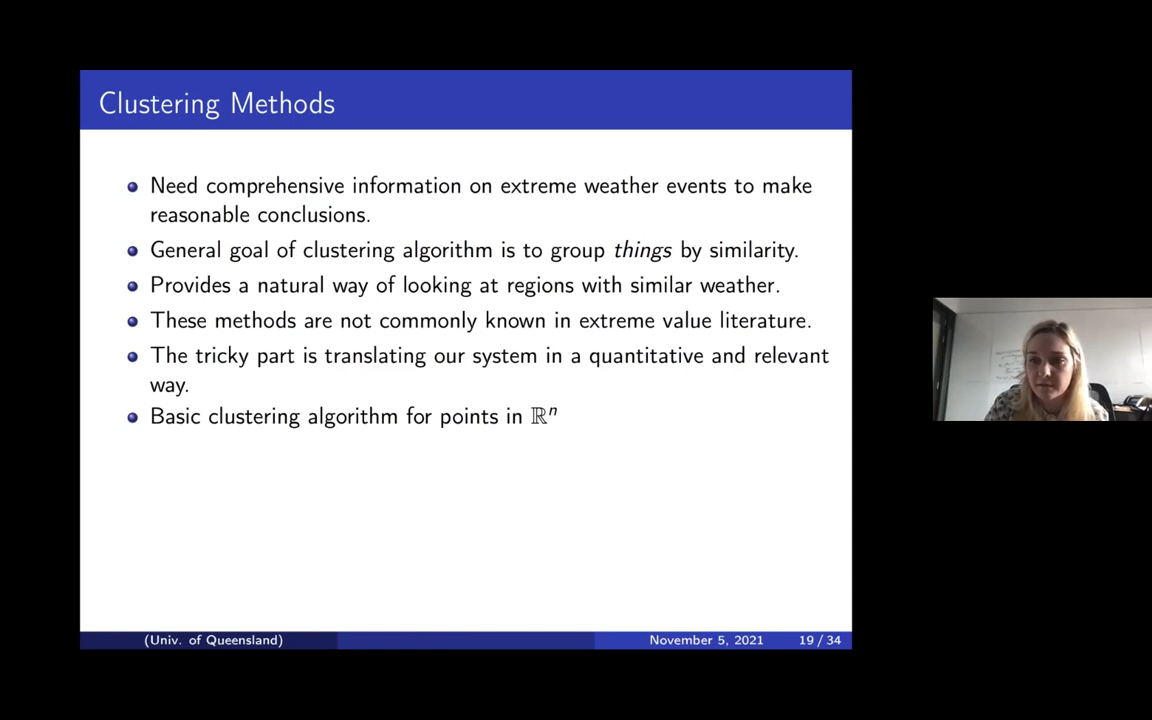 Clustering Methods
Need comprehensive information on extreme weather events to make
reasonable conclusions.
General goal of clustering algorithm is to group things by similarity.
Provides a natural way of looking at regions with similar weather.
These methods are not commonly known in extreme value literature.
The tricky part is translating our system in a quantitative and relevant
way.
Basic clustering algorithm for points in ℝⁿ
(Univ. of Queensland)
November 5, 2021
19 / 34